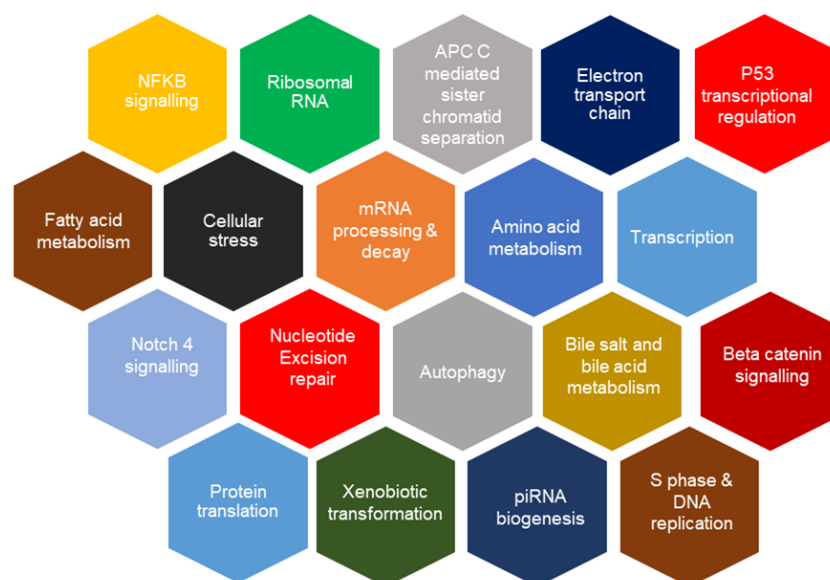 NFKB
signalling
Ribosomal
RNA
APC C
mediated
sister
chromatid
separation
Electron
transport
chain
P53
transcriptional
regulation
Fatty acid
metabolism
Cellular
stress
mRNA
processing &
decay
Amino acid
metabolism
Transcription
Notch 4
signalling
Nucleotide
Excision
repair
Autophagy
Bile salt and
bile acid
metabolism
Beta catenin
signalling
Protein
translation
Xenobiotic
transformation
piRNA
biogenesis
S phase &
DNA
replication